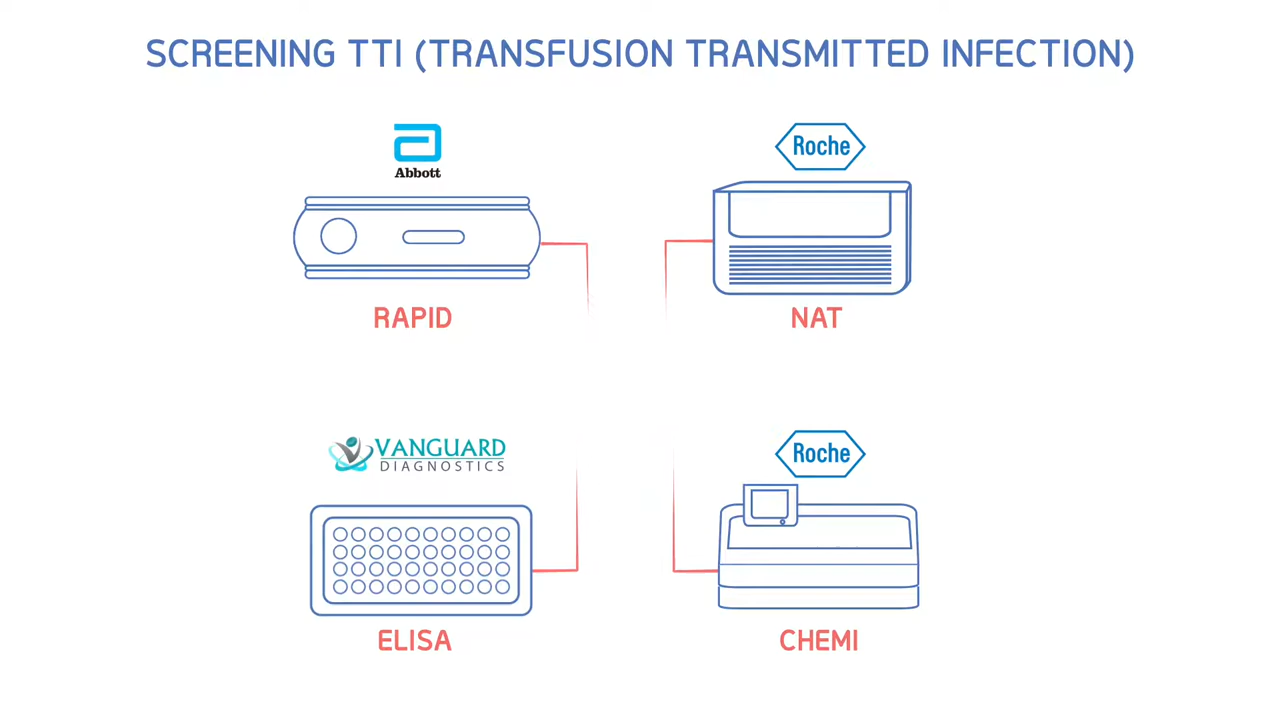 SCREENING TTI (TRANSFUSION TRANSMITTED INFECTION)
Abbott
Roche
RAPID
NAT
VANGUARD
DIAGNOSTICS
Roche
ELISA
CHEMI